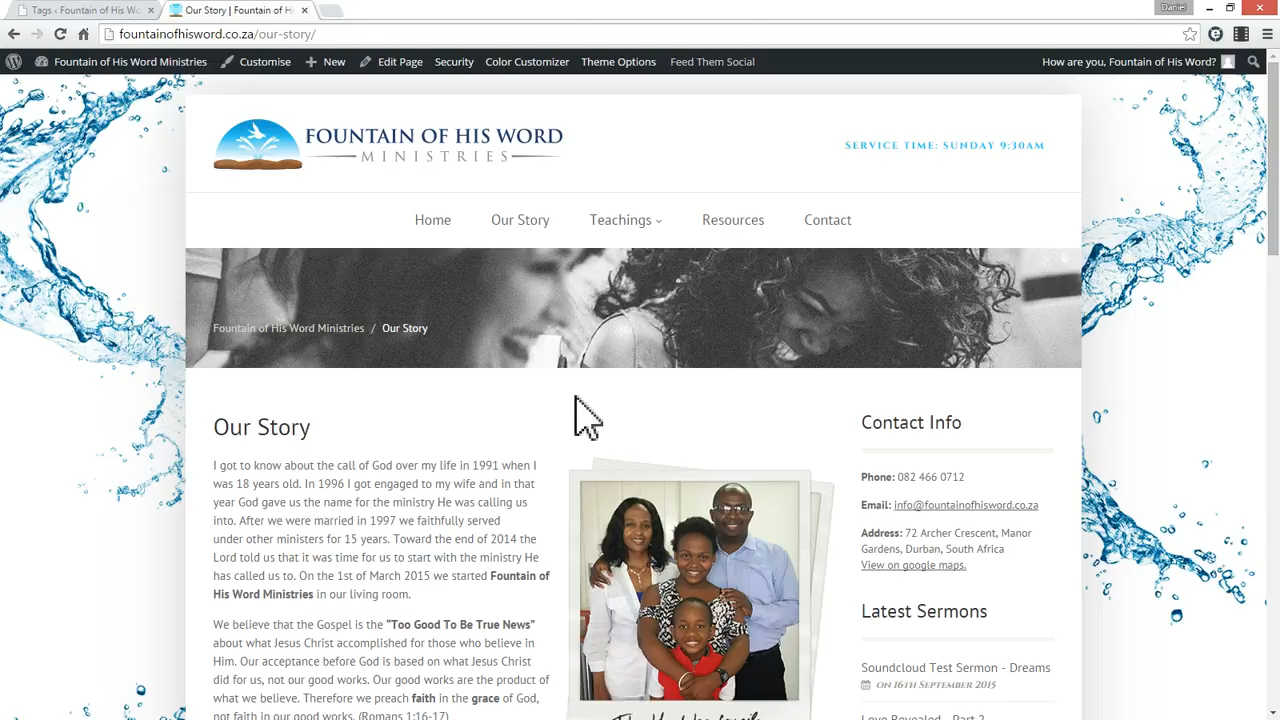 Tags ‹ Fountain of His Wo
Our Story | Fountain of H
Daniel
fountainofhisword.co.za/our-story/
Fountain of His Word Ministries
Customise
New
Edit Page
Security
Color Customizer
Theme Options
Feed Them Social
How are you, Fountain of His Word?
FOUNTAIN OF HIS WORD
MINISTRIES
SERVICE TIME: SUNDAY 9:30AM
Home
Our Story
Teachings
Resources
Contact
Fountain of His Word Ministries / Our Story
Our Story
I got to know about the call of God over my life in 1991 when I
was 18 years old. In 1996 I got engaged to my wife and in that
year God gave us the name for the ministry He was calling us
into. After we were married in 1997 we faithfully served
under other ministers for 15 years. Toward the end of 2014 the
Lord told us that it was time for us to start with the ministry He
has called us to. On the 1st of March 2015 we started Fountain of
His Word Ministries in our living room.
We believe that the Gospel is the “Too Good To Be True News”
about what Jesus Christ accomplished for those who believe in
Him. Our acceptance before God is based on what Jesus Christ
did for us, not our good works. Our good works are the product of
what we believe. Therefore we preach faith in the grace of God,
not faith in our good works. (Romans 1:16-17)
Contact Info
Phone: 082 466 0712
Email: info@fountainofhisword.co.za
Address: 72 Archer Crescent, Manor
Gardens, Durban, South Africa
View on google maps.
Latest Sermons
Soundcloud Test Sermon - Dreams
ON 16TH SEPTEMBER 2015
Love Revealed - Part 2